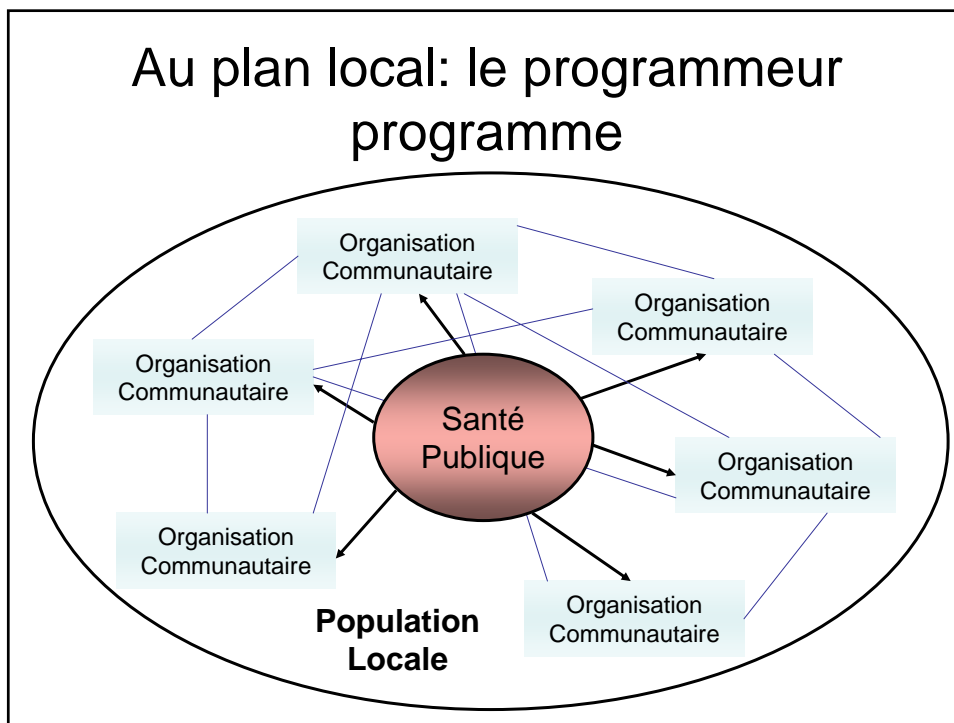 Au plan local: le programmeur
programme
Organisation
Communautaire
Organisation
Communautaire
Organisation
Communautaire
Santé
Publique
Organisation
Communautaire
Organisation
Communautaire
Organisation
Communautaire
Population
Locale